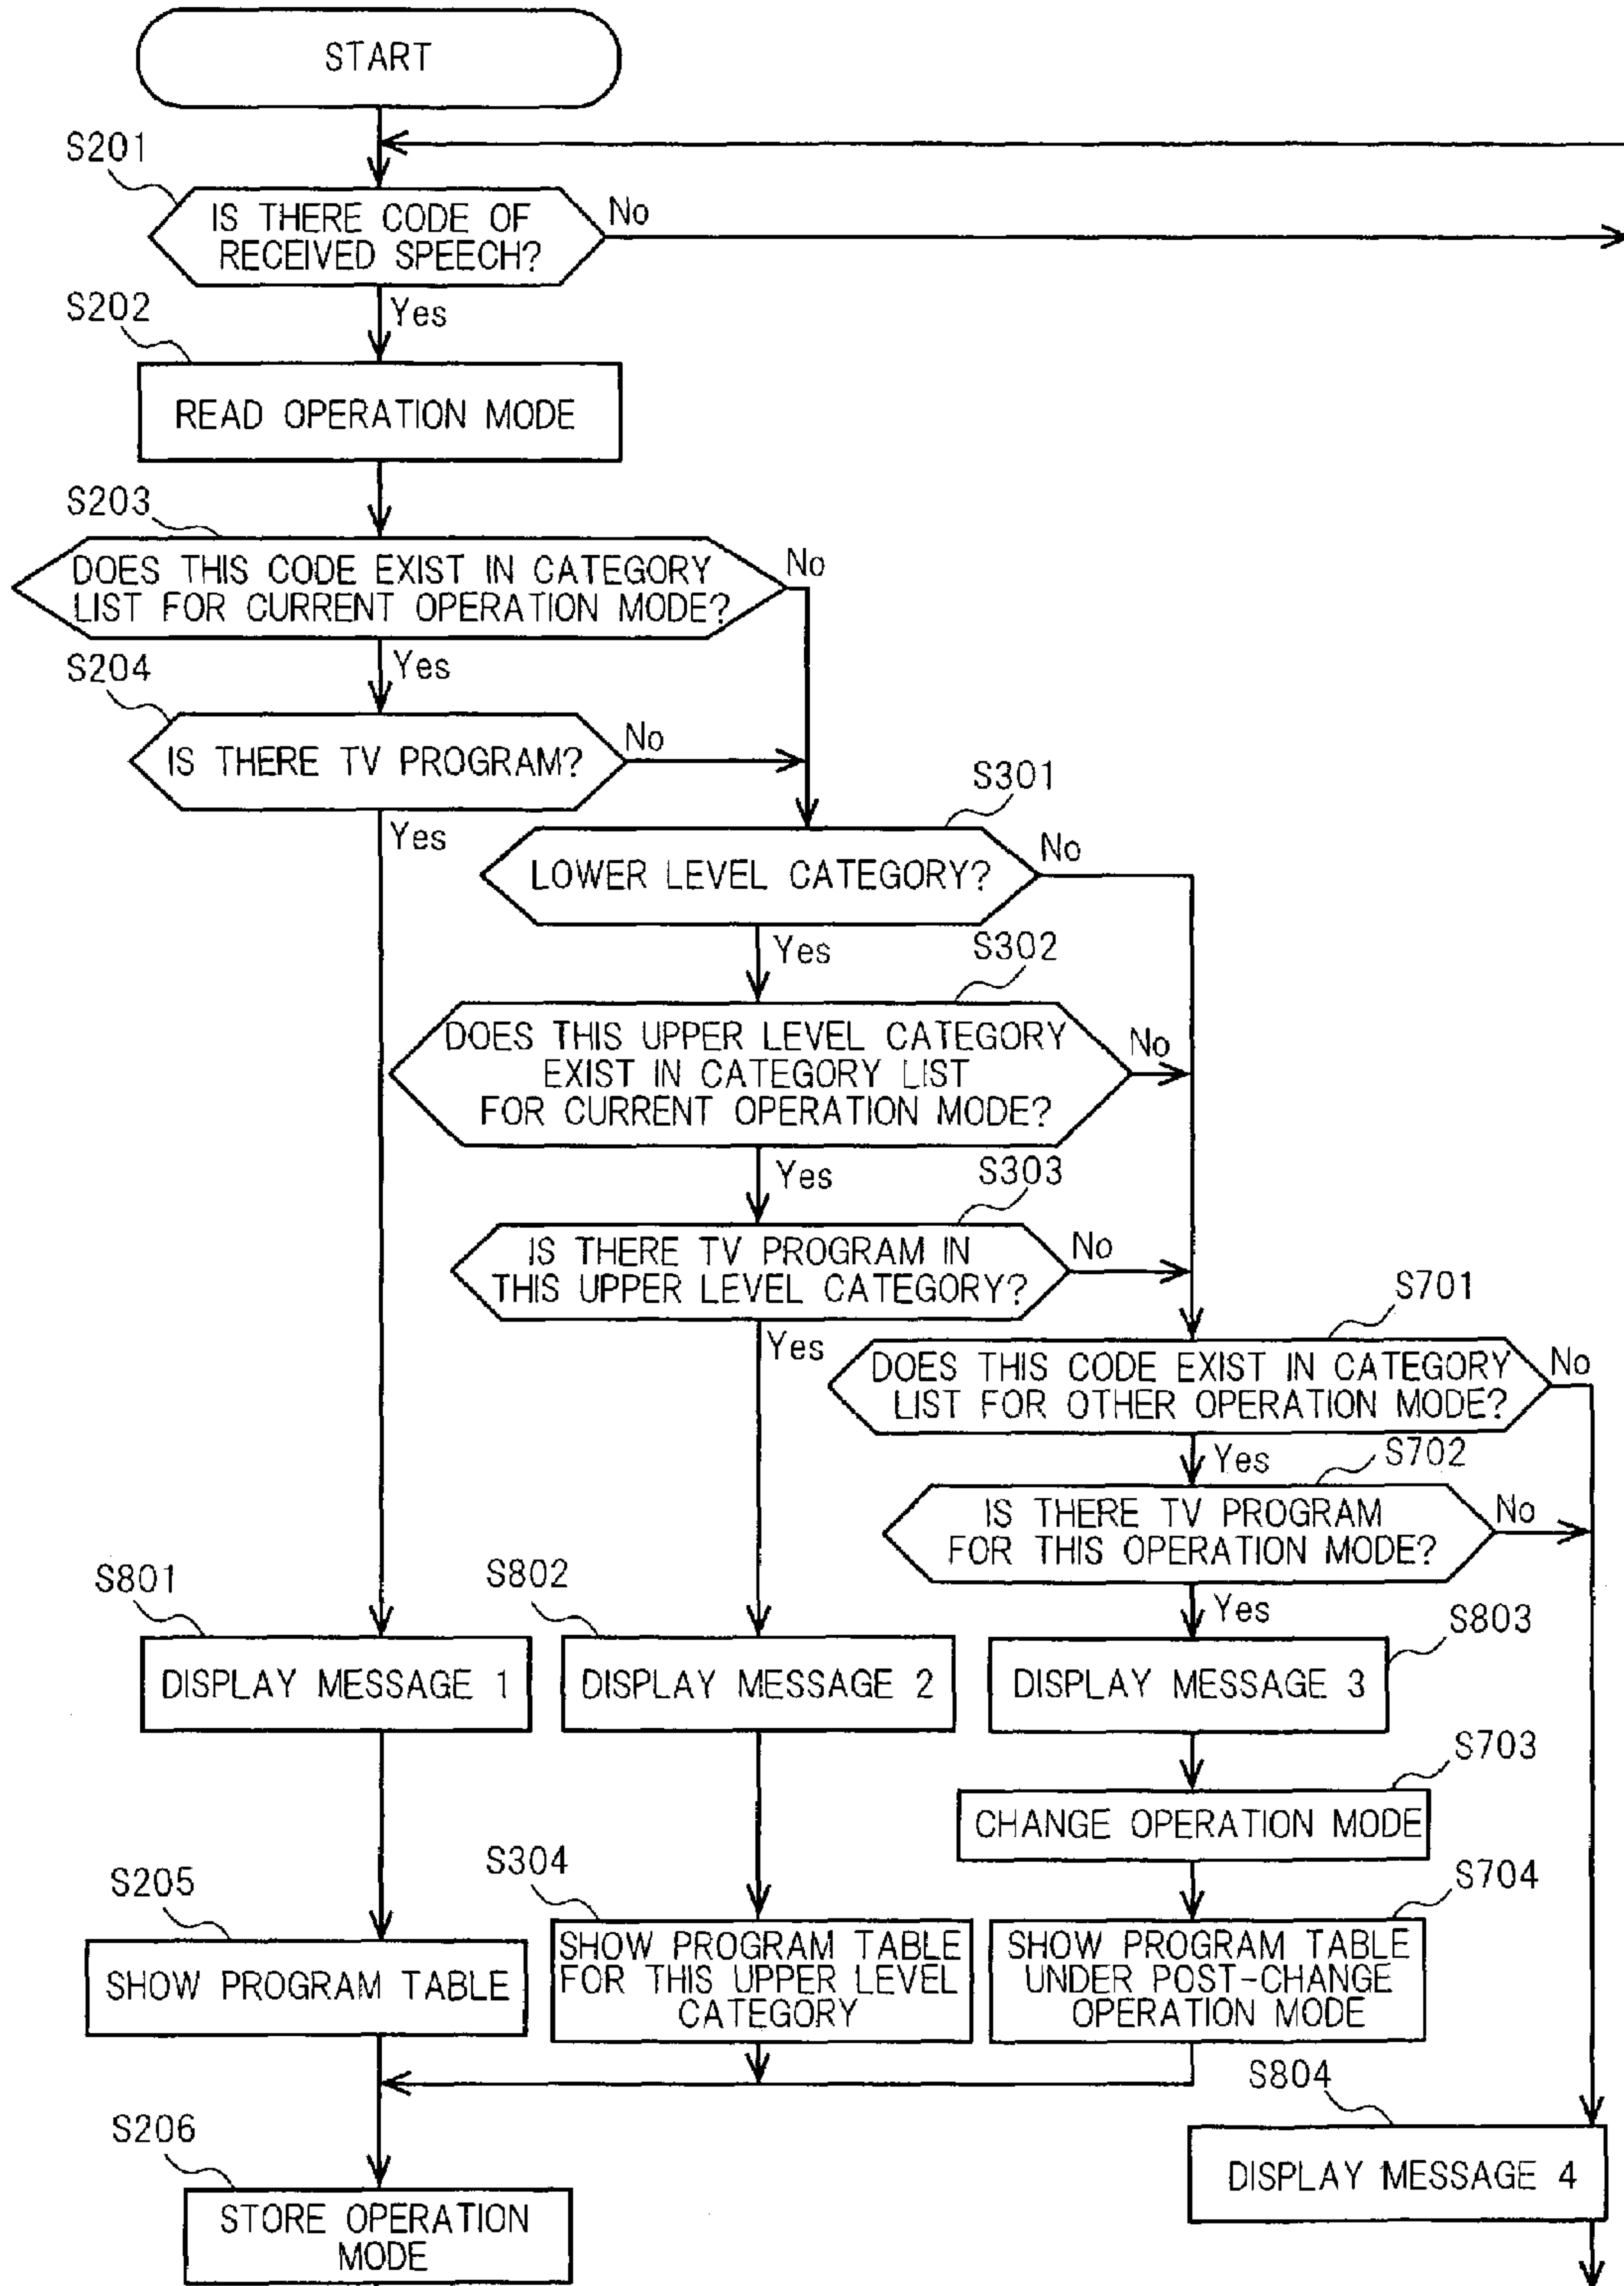 START
S201
IS THERE CODE OF
RECEIVED SPEECH?
No
Yes
S202
READ OPERATION MODE
S203
DOES THIS CODE EXIST IN CATEGORY
LIST FOR CURRENT OPERATION MODE?
No
Yes
S204
IS THERE TV PROGRAM?
No
Yes
S301
LOWER LEVEL CATEGORY?
No
Yes
S302
DOES THIS UPPER LEVEL CATEGORY
EXIST IN CATEGORY LIST
FOR CURRENT OPERATION MODE?
No
Yes
S303
IS THERE TV PROGRAM IN
THIS UPPER LEVEL CATEGORY?
No
Yes
S701
DOES THIS CODE EXIST IN CATEGORY
LIST FOR OTHER OPERATION MODE?
No
Yes
S702
IS THERE TV PROGRAM
FOR THIS OPERATION MODE?
No
Yes
S801
DISPLAY MESSAGE 1
S802
DISPLAY MESSAGE 2
S803
DISPLAY MESSAGE 3
S703
CHANGE OPERATION MODE
S205
SHOW PROGRAM TABLE
S304
SHOW PROGRAM TABLE
FOR THIS UPPER LEVEL
CATEGORY
S704
SHOW PROGRAM TABLE
UNDER POST-CHANGE
OPERATION MODE
S804
DISPLAY MESSAGE 4
S206
STORE OPERATION
MODE